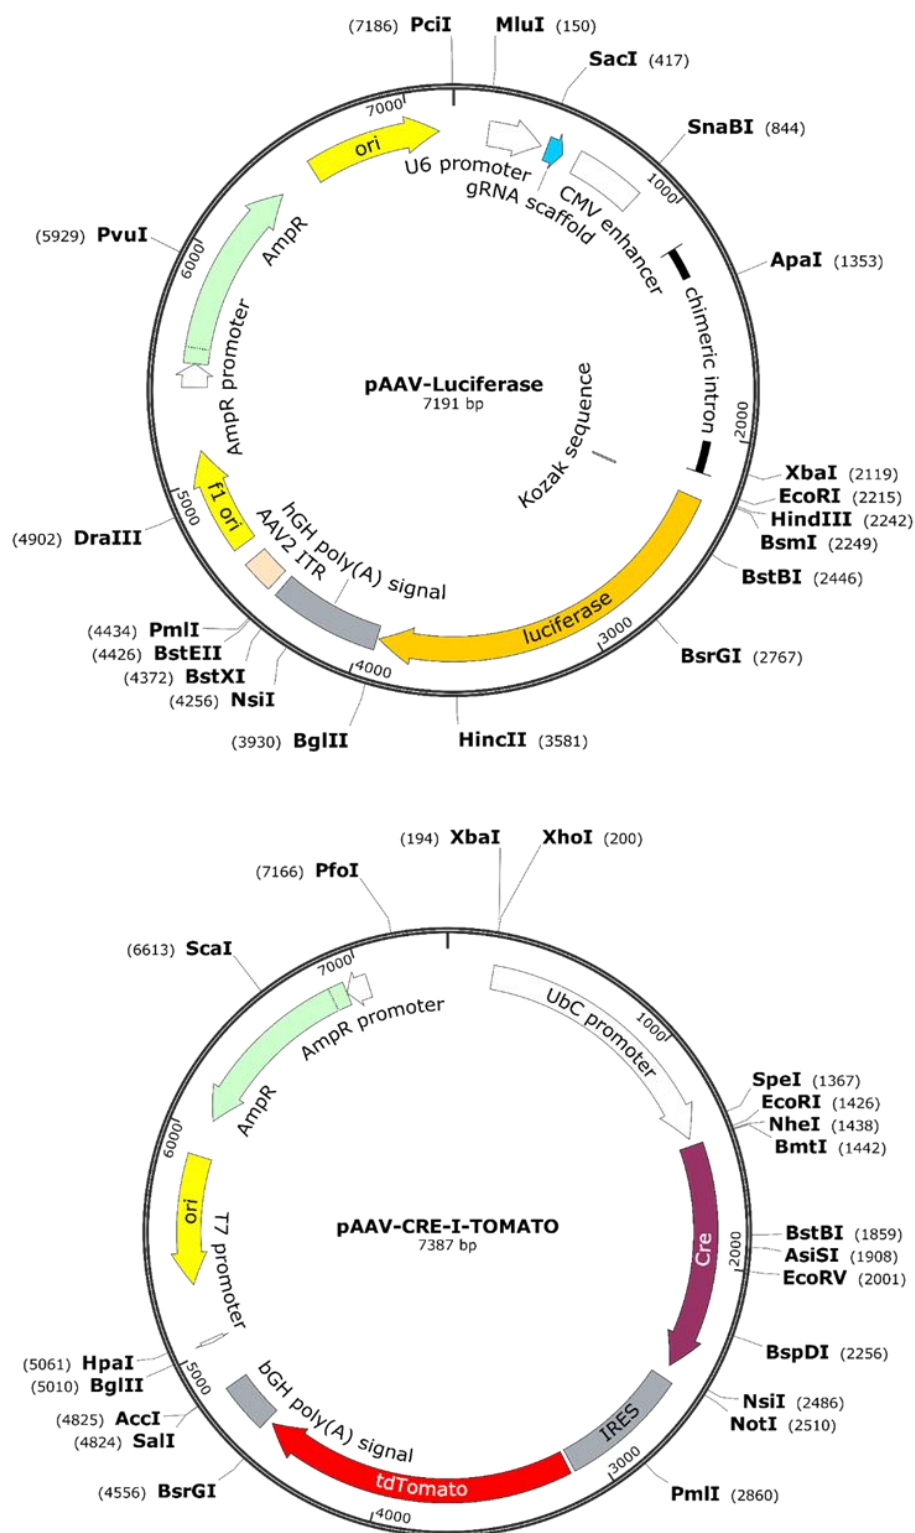 (7186) PciI
MluI (150)
SacI (417)
SnaBI (844)
ApaI (1353)
XbaI (2119)
EcoRI (2215)
HindIII (2242)
BsmI (2249)
BstBI (2446)
BsrGI (2767)
HincII (3581)
(3930) BglII
(4256) NsiI
(4372) BstXI
(4426) BstEII
(4434) PmlI
(4902) DraIII
(5929) PvuI
1000
2000
3000
4000
5000
6000
7000
ori
U6 promoter
gRNA scaffold
CMV enhancer
chimeric intron
Kozak sequence
luciferase
hGH poly(A) signal
AAV2 ITR
f1 ori
AmpR promoter
AmpR
pAAV-Luciferase
7191 bp
(194) XbaI
XhoI (200)
(7166) PfoI
(6613) ScaI
SpeI (1367)
EcoRI (1426)
NheI (1438)
BmtI (1442)
BstBI (1859)
AsiSI (1908)
EcoRV (2001)
BspDI (2256)
NsiI (2486)
NotI (2510)
PmlI (2860)
(4556) BsrGI
(4824) SalI
(4825) AccI
(5010) BglII
(5061) HpaI
1000
2000
3000
4000
5000
6000
7000
UbC promoter
Cre
IRES
tdTomato
bGH poly(A) signal
T7 promoter
ori
AmpR
AmpR promoter
pAAV-CRE-I-TOMATO
7387 bp